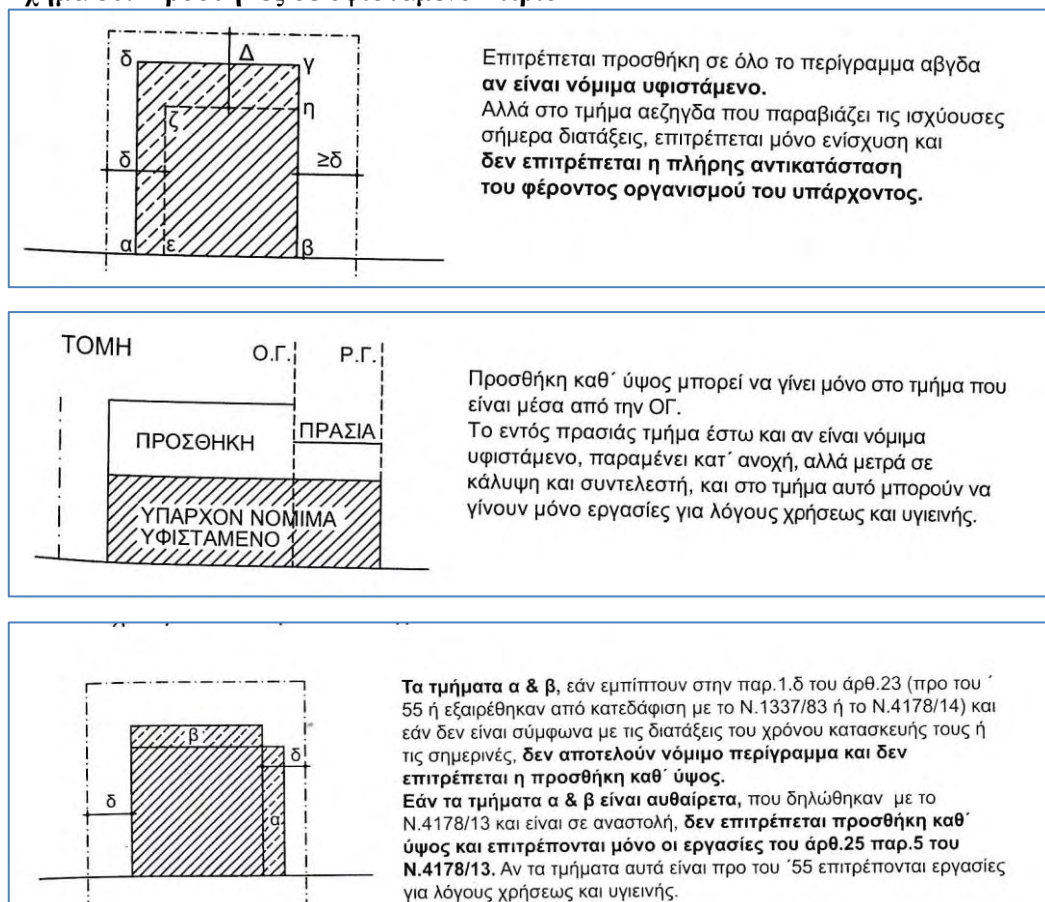 Επιτρέπεται προσθήκη σε όλο το περίγραμμα αβγδα
αν είναι νόμιμα υφιστάμενο.
Αλλά στο τμήμα αεζηγδα που παραβιάζει τις ισχύουσες
σήμερα διατάξεις, επιτρέπεται μόνο ενίσχυση και
δεν επιτρέπεται η πλήρης αντικατάσταση
του φέροντος οργανισμού του υπάρχοντος.
δ Δ γ
ζ η
δ ≥δ
α ε β
ΤΟΜΗ Ο.Γ. Ρ.Γ.
ΠΡΟΣΘΗΚΗ ΠΡΑΣΙΑ
ΥΠΑΡΧΟΝ ΝΟΜΙΜΑ
ΥΦΙΣΤΑΜΕΝΟ
Προσθήκη καθ΄ ύψος μπορεί να γίνει μόνο στο τμήμα που
είναι μέσα από την ΟΓ.
Το εντός πρασιάς τμήμα έστω και αν είναι νόμιμα
υφιστάμενο, παραμένει κατ΄ ανοχή, αλλά μετρά σε
κάλυψη και συντελεστή, και στο τμήμα αυτό μπορούν να
γίνουν μόνο εργασίες για λόγους χρήσεως και υγιεινής.
β
δ
δ
α
Τα τμήματα α & β, εάν εμπίπτουν στην παρ.1.δ του άρθ.23 (προ του ΄
55 ή εξαιρέθηκαν από κατεδάφιση με το Ν.1337/83 ή το Ν.4178/14) και
εάν δεν είναι σύμφωνα με τις διατάξεις του χρόνου κατασκευής τους ή
τις σημερινές, δεν αποτελούν νόμιμο περίγραμμα και δεν
επιτρέπεται η προσθήκη καθ΄ ύψος.
Εάν τα τμήματα α & β είναι αυθαίρετα, που δηλώθηκαν με το
Ν.4178/13 και είναι σε αναστολή, δεν επιτρέπεται προσθήκη καθ΄
ύψος και επιτρέπονται μόνο οι εργασίες του άρθ.25 παρ.5 του
Ν.4178/13. Αν τα τμήματα αυτά είναι προ του ΄55 επιτρέπονται εργασίες
για λόγους χρήσεως και υγιεινής.